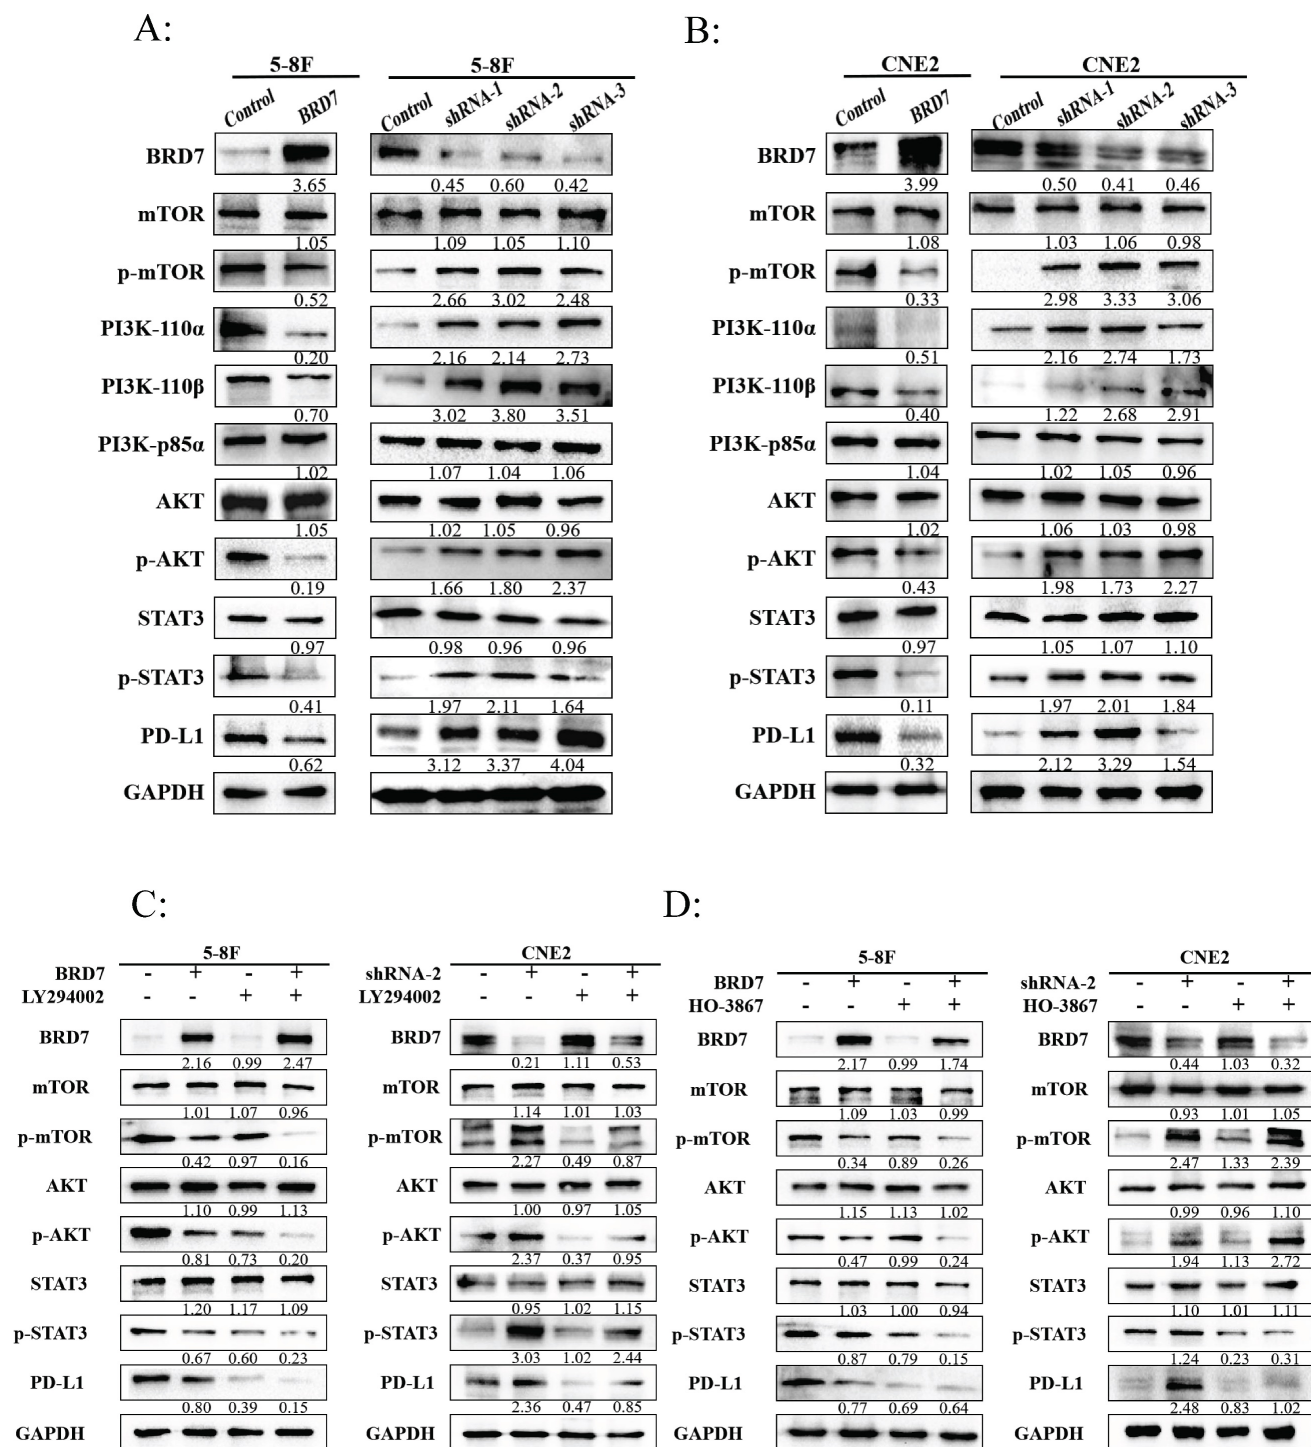 A: B:
5-8F 5-8F CNE2 CNE2
Control BRD7 Control shRNA-1 shRNA-2 shRNA-3 Control BRD7 Control shRNA-1 shRNA-2 shRNA-3
BRD7 BRD7
3.65 0.45 0.60 0.42 3.99 0.50 0.41 0.46
mTOR mTOR
1.05 1.09 1.05 1.10 1.08 1.03 1.06 0.98
p-mTOR p-mTOR
0.52 2.66 3.02 2.48 0.33 2.98 3.33 3.06
PI3K-110α PI3K-110α
0.20 2.16 2.14 2.73 0.51 2.16 2.74 1.73
PI3K-110β PI3K-110β
0.70 3.02 3.80 3.51 0.40 1.22 2.68 2.91
PI3K-p85α PI3K-p85α
1.02 1.07 1.04 1.06 1.04 1.02 1.05 0.96
AKT AKT
1.05 1.02 1.05 0.96 1.02 1.06 1.03 0.98
p-AKT p-AKT
0.19 1.66 1.80 2.37 0.43 1.98 1.73 2.27
STAT3 STAT3
0.97 0.98 0.96 0.96 0.97 1.05 1.07 1.10
p-STAT3 p-STAT3
0.41 1.97 2.11 1.64 0.11 1.97 2.01 1.84
PD-L1 PD-L1
0.62 3.12 3.37 4.04 0.32 2.12 3.29 1.54
GAPDH GAPDH
C: D:
5-8F CNE2 5-8F CNE2
BRD7 - + - + shRNA-2 - + - + BRD7 - + - + shRNA-2 - + - +
LY294002 - - + + LY294002 - - + + HO-3867 - - + + HO-3867 - - + +
BRD7 BRD7 BRD7 BRD7
2.16 0.99 2.47 0.21 1.11 0.53 2.17 0.99 1.74 0.44 1.03 0.32
mTOR mTOR mTOR mTOR
1.01 1.07 0.96 1.14 1.01 1.03 1.09 1.03 0.99 0.93 1.01 1.05
p-mTOR p-mTOR p-mTOR p-mTOR
0.42 0.97 0.16 2.27 0.49 0.87 0.34 0.89 0.26 2.47 1.33 2.39
AKT AKT AKT AKT
1.10 0.99 1.13 1.00 0.97 1.05 1.15 1.13 1.02 0.99 0.96 1.10
p-AKT p-AKT p-AKT p-AKT
0.81 0.73 0.20 2.37 0.37 0.95 0.47 0.99 0.24 1.94 1.13 2.72
STAT3 STAT3 STAT3 STAT3
1.20 1.17 1.09 0.95 1.02 1.15 1.03 1.00 0.94 1.10 1.01 1.11
p-STAT3 p-STAT3 p-STAT3 p-STAT3
0.67 0.60 0.23 3.03 1.02 2.44 0.87 0.79 0.15 1.24 0.23 0.31
PD-L1 PD-L1 PD-L1 PD-L1
0.80 0.39 0.15 2.36 0.47 0.85 0.77 0.69 0.64 2.48 0.83 1.02
GAPDH GAPDH GAPDH GAPDH